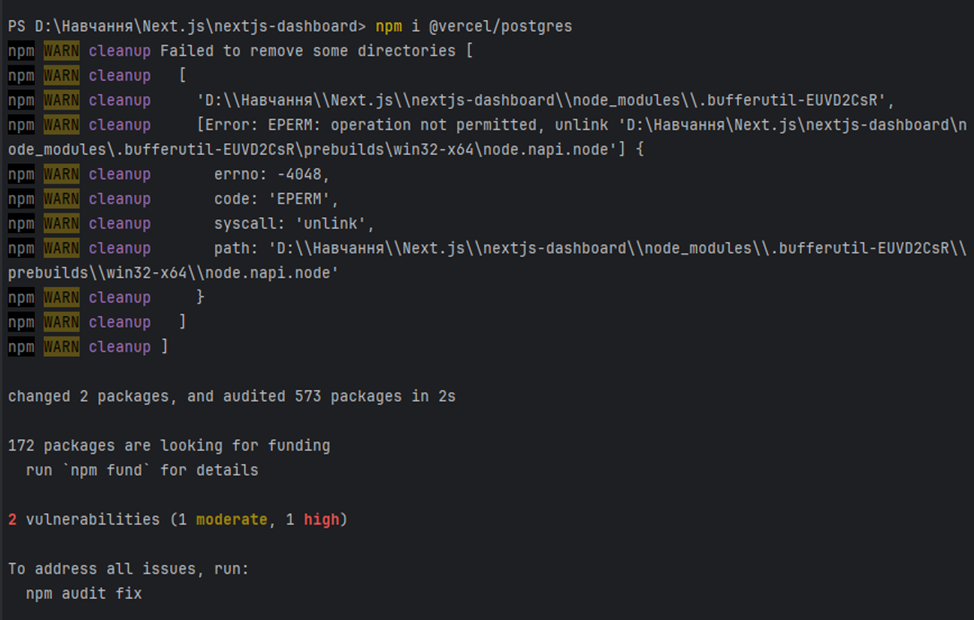 PS D:\Навчання\Next.js\nextjs-dashboard> npm i @vercel/postgres
npm WARN cleanup Failed to remove some directories [
npm WARN cleanup   [
npm WARN cleanup     'D:\\Навчання\\Next.js\\nextjs-dashboard\\node_modules\\.bufferutil-EUVD2CsR',
npm WARN cleanup     [Error: EPERM: operation not permitted, unlink 'D:\Навчання\Next.js\nextjs-dashboard\n
ode_modules\.bufferutil-EUVD2CsR\prebuilds\win32-x64\node.napi.node'] {
npm WARN cleanup       errno: -4048,
npm WARN cleanup       code: 'EPERM',
npm WARN cleanup       syscall: 'unlink',
npm WARN cleanup       path: 'D:\\Навчання\\Next.js\\nextjs-dashboard\\node_modules\\.bufferutil-EUVD2CsR\\
prebuilds\\win32-x64\\node.napi.node'
npm WARN cleanup     }
npm WARN cleanup   ]
npm WARN cleanup ]
changed 2 packages, and audited 573 packages in 2s
172 packages are looking for funding
  run `npm fund` for details
2 vulnerabilities (1 moderate, 1 high)
To address all issues, run:
  npm audit fix